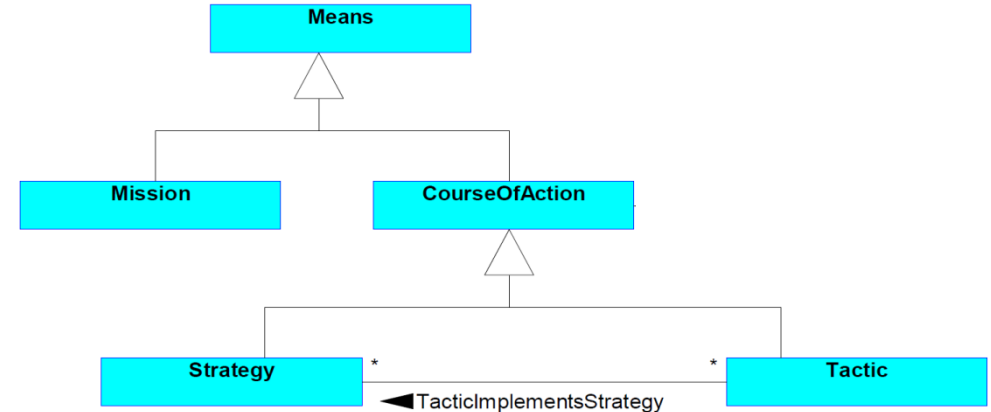 Means
Mission
CourseOfAction
Strategy
*
*
Tactic
TacticImplementsStrategy